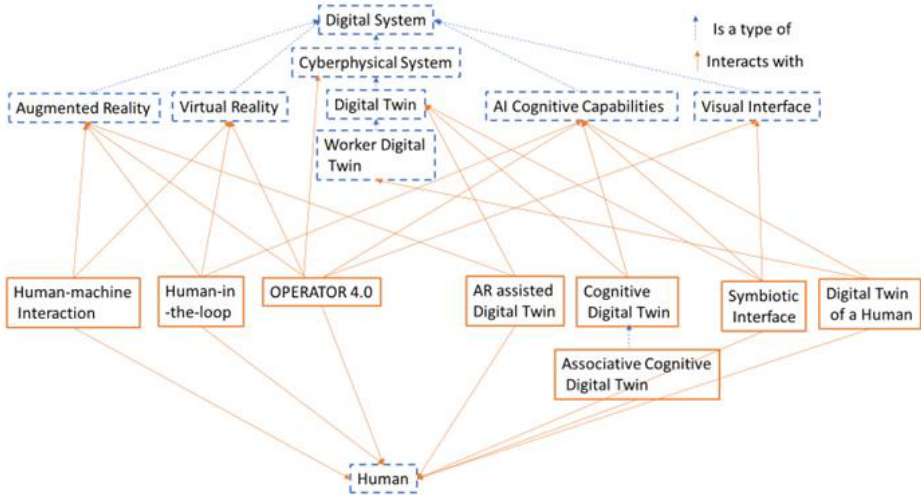 Digital System
Is a type of
Interacts with
Cyberphysical System
Augmented Reality
Virtual Reality
Digital Twin
AI Cognitive Capabilities
Visual Interface
Worker Digital
Twin
Human-machine
Interaction
Human-in
-the-loop
OPERATOR 4.0
AR assisted
Digital Twin
Cognitive
Digital Twin
Symbiotic
Interface
Digital Twin
of a Human
Associative Cognitive
Digital Twin
Human